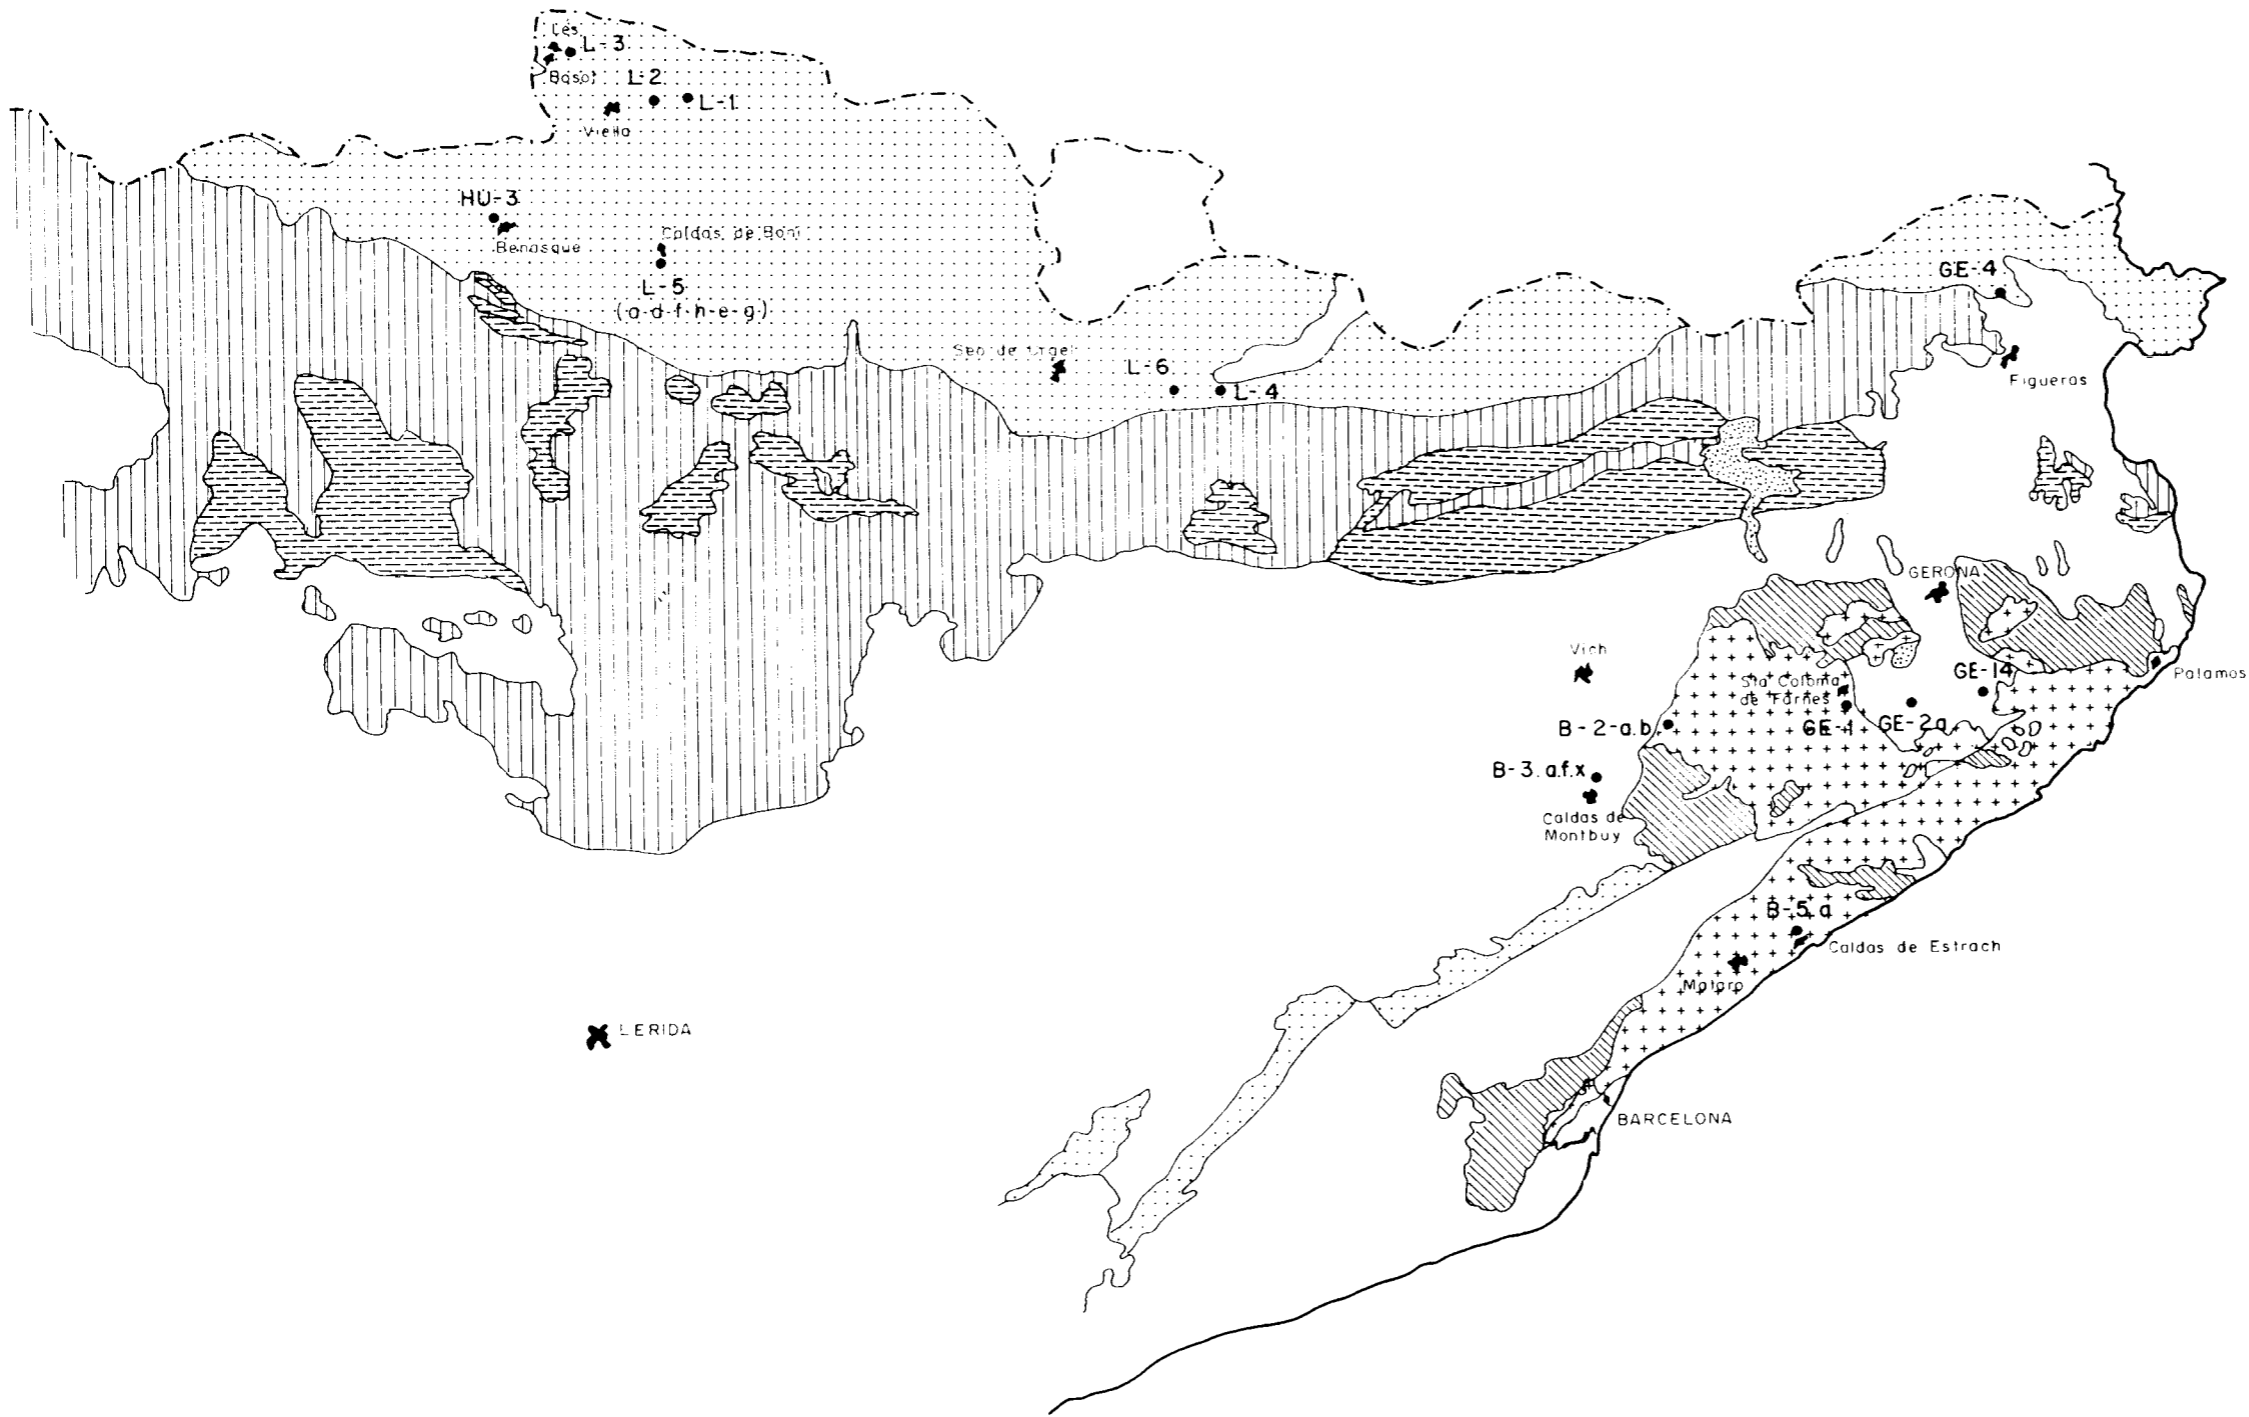 Les
L-3
Basot
L-2
L-1
Viella
HU-3
Benasque
Caldas de Bohi
L-5
(a-d-f-h-e-g)
GE-4
Seo de Urgel
L-6
L-4
Figueras
GERONA
Vich
GE-14
Palamos
Sta Coloma
de Farnes
B-2-a.b
GE-1
GE-2a
B-3.a.f.x
Caldas de
Montbuy
B-5.a
Caldas de Estrach
Mataro
LERIDA
BARCELONA